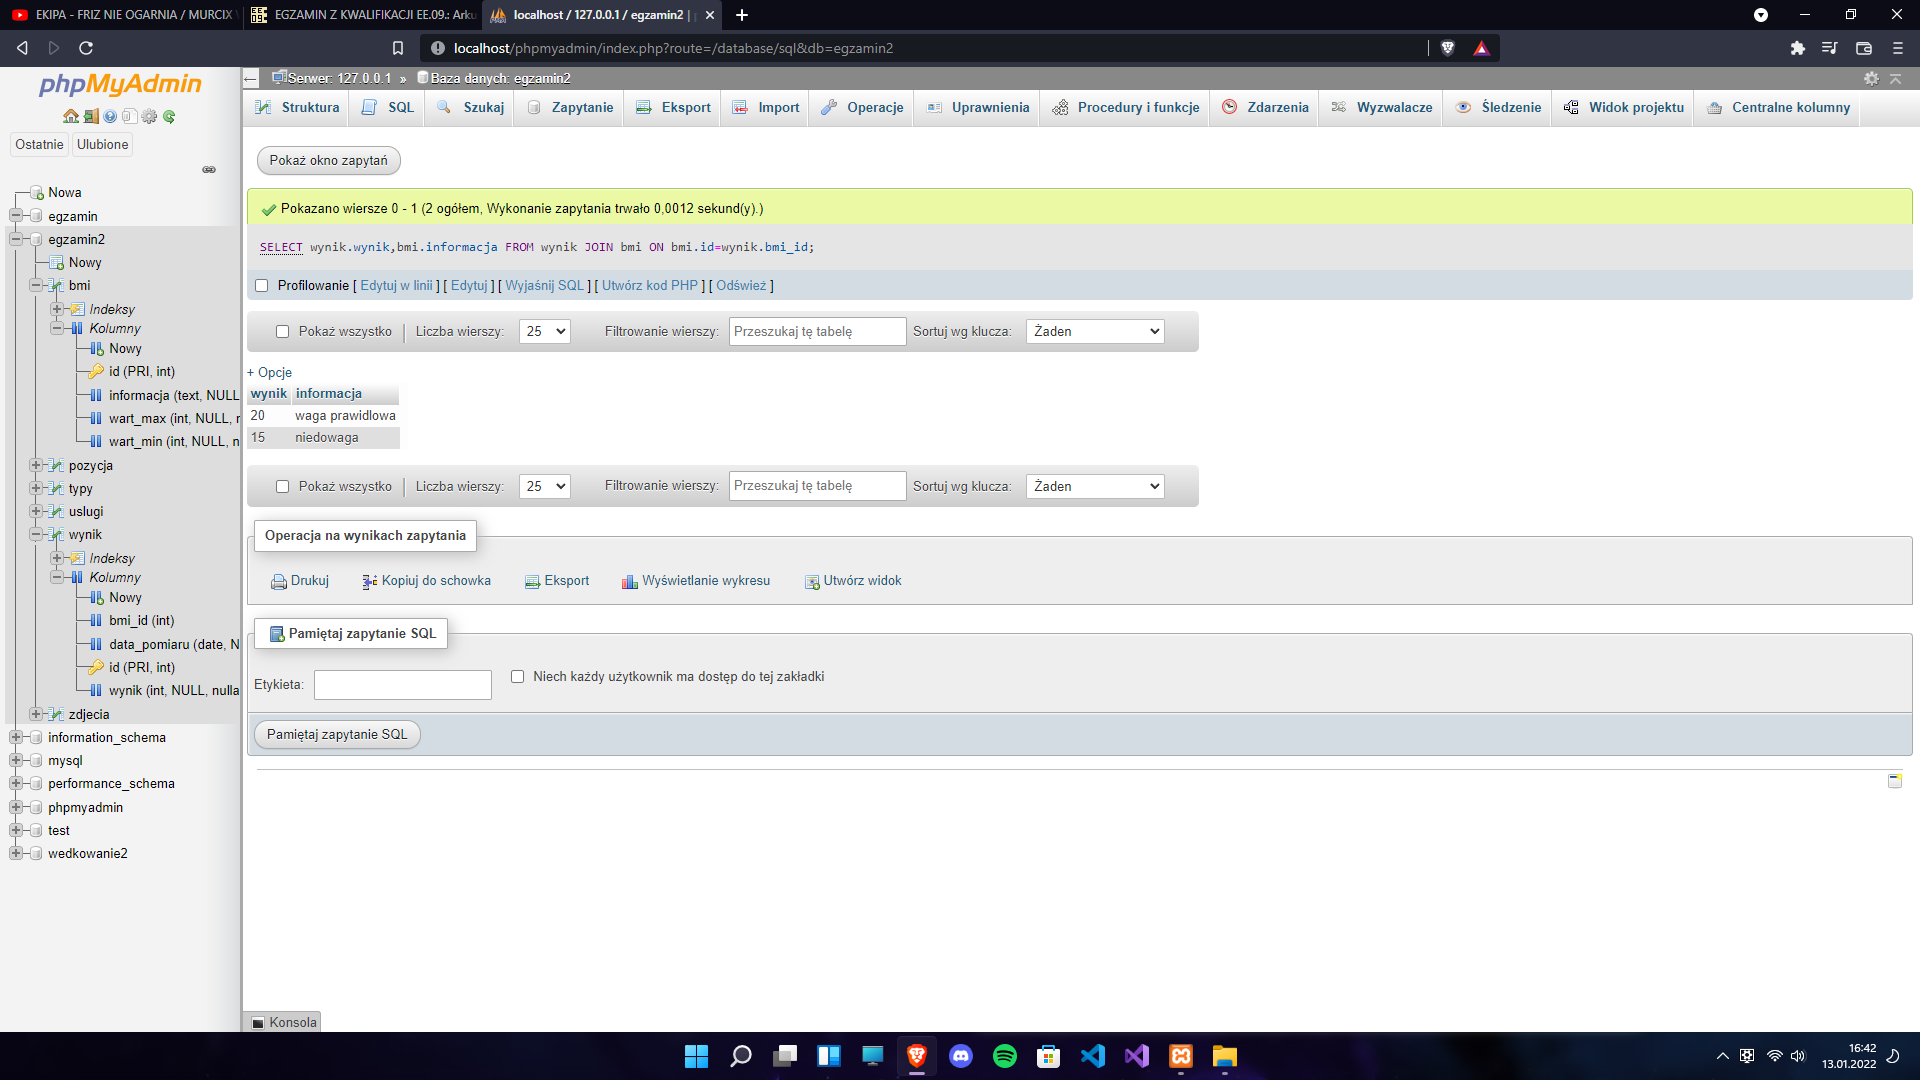 EKIPA - FRIZ NIE OGARNIA / MURCIX
EE 09
EGZAMIN Z KWALIFIKACJI EE.09.: Arku
localhost / 127.0.0.1 / egzamin2 |
localhost/phpmyadmin/index.php?route=/database/sql&db=egzamin2
phpMyAdmin
Ostatnie
Ulubione
Nowa
egzamin
egzamin2
Nowy
bmi
Indeksy
Kolumny
Nowy
id (PRI, int)
informacja (text, NULL
wart_max (int, NULL, r
wart_min (int, NULL, n
pozycja
typy
uslugi
wynik
Indeksy
Kolumny
Nowy
bmi_id (int)
data_pomiaru (date, N
id (PRI, int)
wynik (int, NULL, nulla
zdjecia
information_schema
mysql
performance_schema
phpmyadmin
test
wedkowanie2
Serwer: 127.0.0.1 » Baza danych: egzamin2
Struktura
SQL
Szukaj
Zapytanie
Eksport
Import
Operacje
Uprawnienia
Procedury i funkcje
Zdarzenia
Wyzwalacze
Śledzenie
Widok projektu
Centralne kolumny
Pokaż okno zapytań
Pokazano wiersze 0 - 1 (2 ogółem, Wykonanie zapytania trwało 0,0012 sekund(y).)
SELECT wynik.wynik,bmi.informacja FROM wynik JOIN bmi ON bmi.id=wynik.bmi_id;
Profilowanie [ Edytuj w linii ] [ Edytuj ] [ Wyjaśnij SQL ] [ Utwórz kod PHP ] [ Odśwież ]
Pokaż wszystko | Liczba wierszy: 25 Filtrowanie wierszy: Przeszukaj tę tabelę Sortuj wg klucza: Żaden
+ Opcje
wynik informacja
20 waga prawidlowa
15 niedowaga
Pokaż wszystko | Liczba wierszy: 25 Filtrowanie wierszy: Przeszukaj tę tabelę Sortuj wg klucza: Żaden
Operacja na wynikach zapytania
Drukuj Kopiuj do schowka Eksport Wyświetlanie wykresu Utwórz widok
Pamiętaj zapytanie SQL
Etykieta: Niech każdy użytkownik ma dostęp do tej zakładki
Pamiętaj zapytanie SQL
Konsola
16:42
13.01.2022